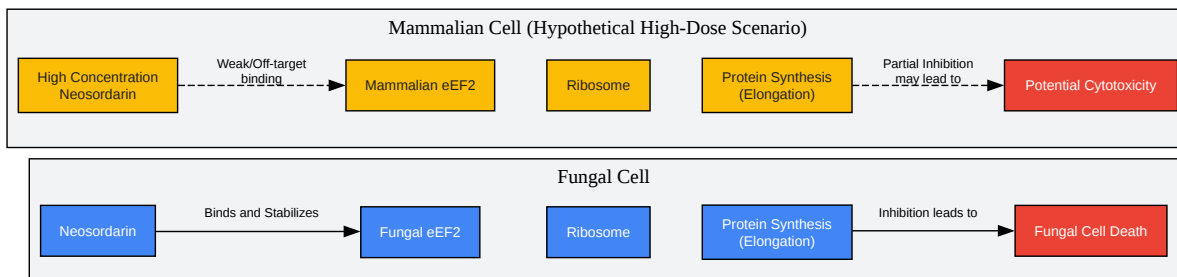 Mammalian Cell (Hypothetical High-Dose Scenario)
High Concentration
Neosordarin
Weak/Off-target
binding
Mammalian eEF2
Ribosome
Protein Synthesis
(Elongation)
Partial Inhibition
may lead to
Potential Cytotoxicity
Fungal Cell
Neosordarin
Binds and Stabilizes
Fungal eEF2
Ribosome
Protein Synthesis
(Elongation)
Inhibition leads to
Fungal Cell Death